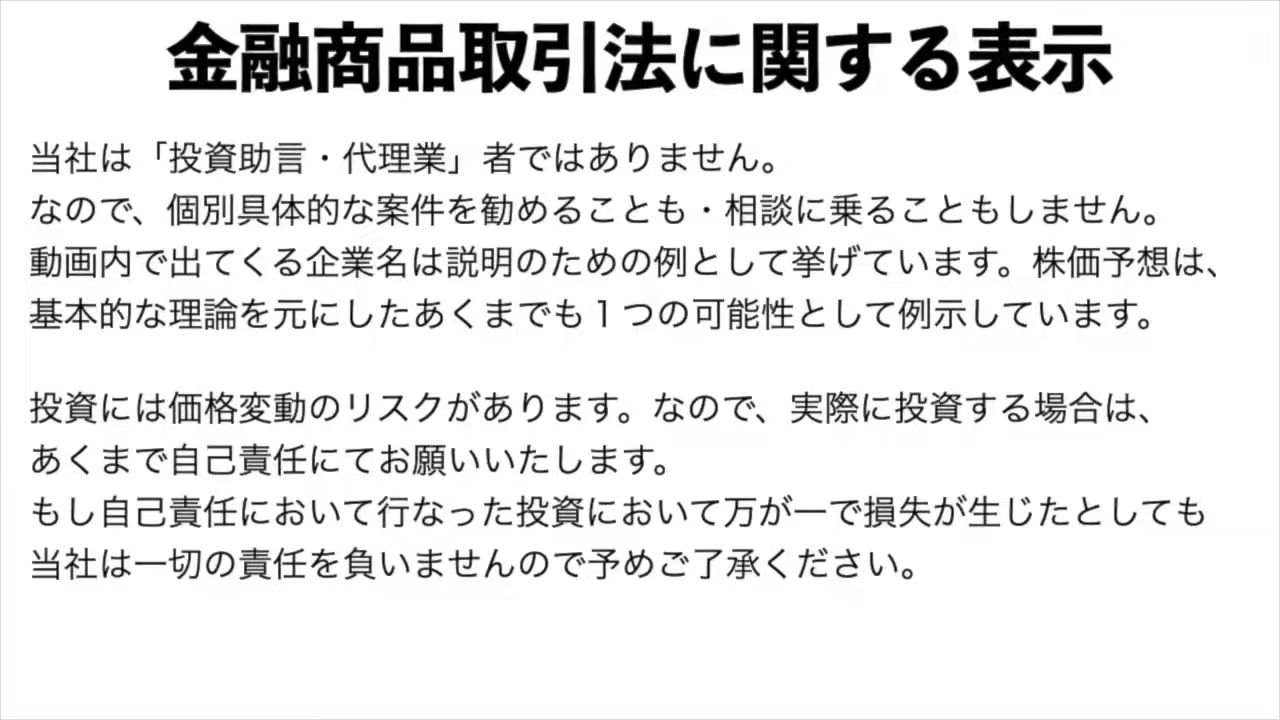 金融商品取引法に関する表示
当社は「投資助言・代理業」者ではありません。
なので、個別具体的な案件を勧めることも・相談に乗ることもしません。
動画内で出てくる企業名は説明のための例として挙げています。株価予想は、
基本的な理論を元にしたあくまでも１つの可能性として例示しています。
投資には価格変動のリスクがあります。なので、実際に投資する場合は、
あくまで自己責任にてお願いいたします。
もし自己責任において行なった投資において万が一で損失が生じたとしても
当社は一切の責任を負いませんので予めご了承ください。